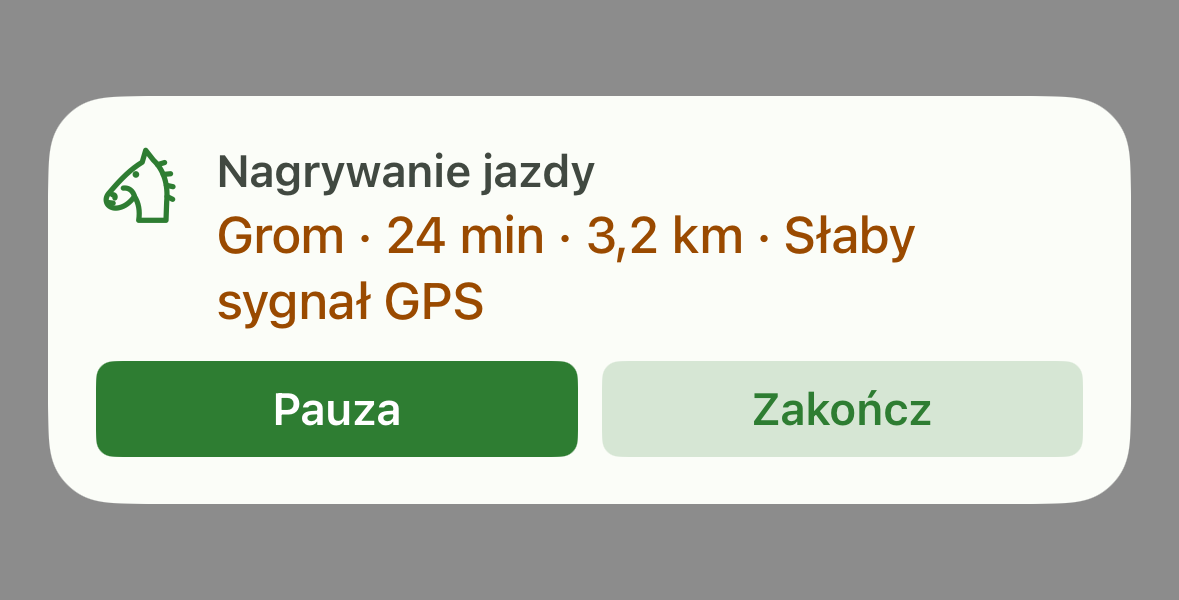 Nagrywanie jazdy
Grom · 24 min · 3,2 km · Słaby
sygnał GPS
Pauza
Zakończ